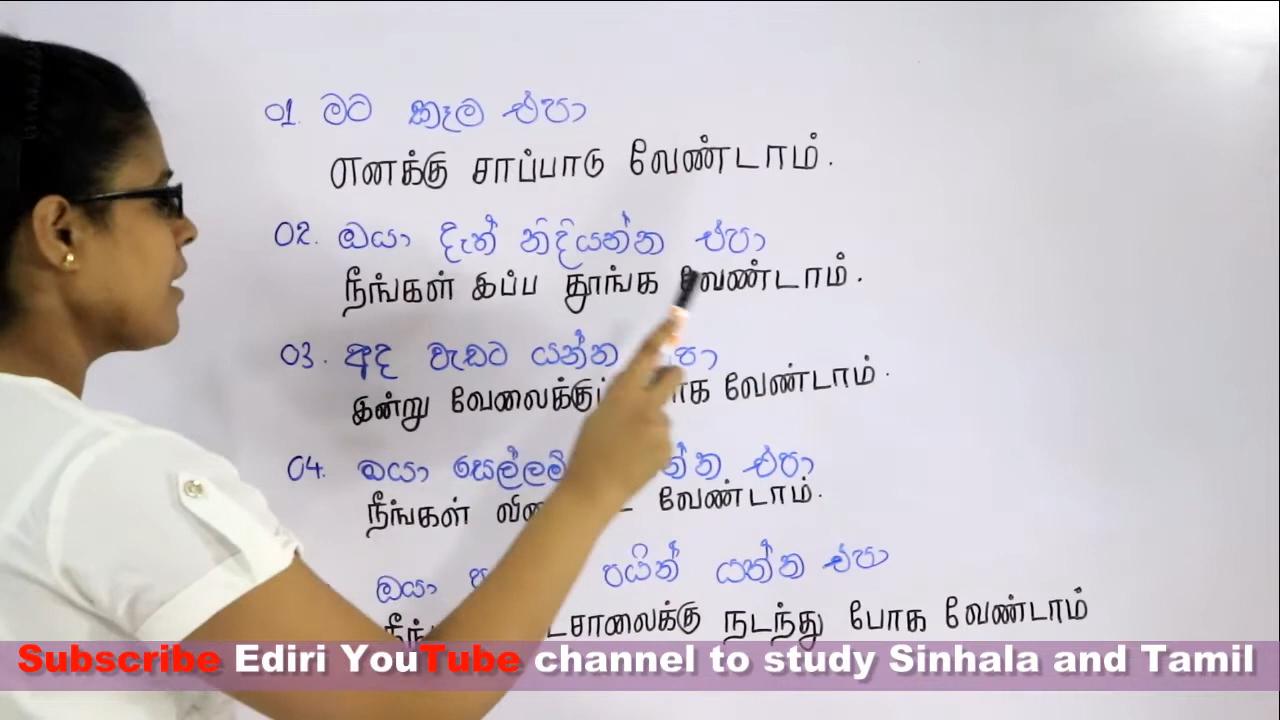 01. මට කෑම එපා
எனக்கு சாப்பாடு வேண்டாம்.
02. ඔයා දැන් නිදියන්න එපා
நீங்கள் இப்ப தூங்க வேண்டாம்.
03. අද වැඩට යන්න
இன்று வேலைக்குப் வேண்டாம்.
04. ඔයා සෙල්ලම් එපා
நீங்கள் வேண்டாம்.
ඔයා පයින් යන්න එපා
நடந்து போக வேண்டாம்
Subscribe Ediri YouTube channel to study Sinhala and Tamil